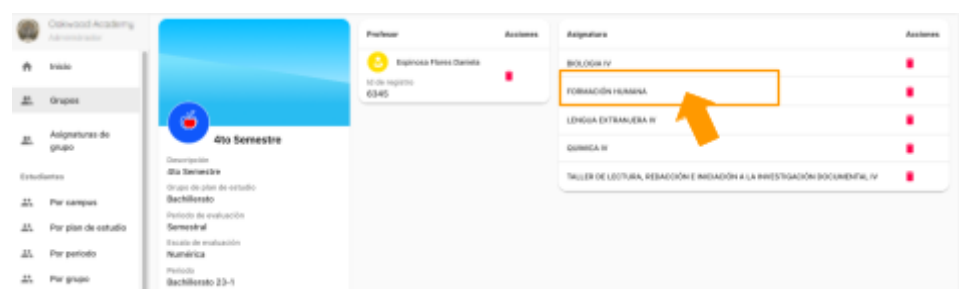 Oakwood Academy
Administrador
Inicio
Grupos
Asignaturas de
grupo
Estudiantes
Por campus
Por plan de estudio
Por periodo
Por grupo
4to Semestre
Descripción
4to Semestre
Grupo de plan de estudio
Bachillerato
Periodo de evaluación
Semestral
Escala de evaluación
Numérica
Periodo
Bachillerato 23-1
Profesor Acciones
Espinosa Flores Daniela
Id de registro
6345
Asignatura Acciones
BIOLOGIA IV
FORMACIÓN HUMANA
LENGUA EXTRANJERA IV
QUIMICA IV
TALLER DE LECTURA, REDACCIÓN E INICIACIÓN A LA INVESTIGACIÓN DOCUMENTAL IV